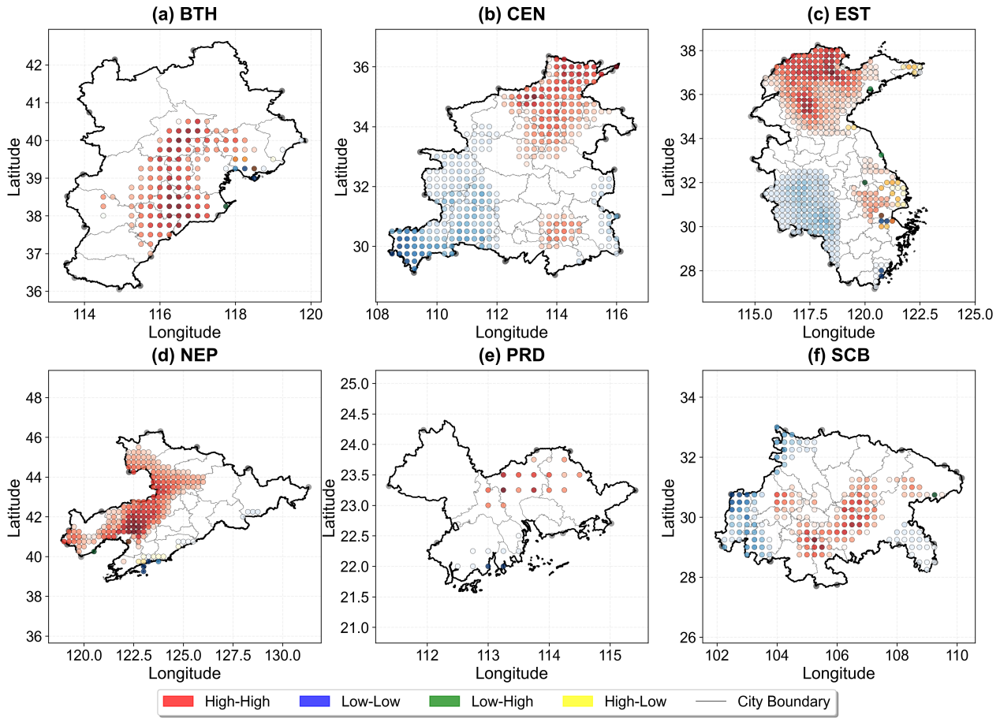 (a) BTH
(b) CEN
(c) EST
42
41
40
39
38
37
36
Latitude
114
116
118
120
Longitude
36
34
32
30
Latitude
108
110
112
114
116
Longitude
38
36
34
32
30
28
Latitude
115.0
117.5
120.0
122.5
125.0
Longitude
(d) NEP
(e) PRD
(f) SCB
48
46
44
42
40
38
36
Latitude
120.0
122.5
125.0
127.5
130.0
Longitude
25.0
24.5
24.0
23.5
23.0
22.5
22.0
21.5
21.0
Latitude
112
113
114
115
Longitude
34
32
30
28
26
Latitude
102
104
106
108
110
Longitude
High-High
Low-Low
Low-High
High-Low
City Boundary